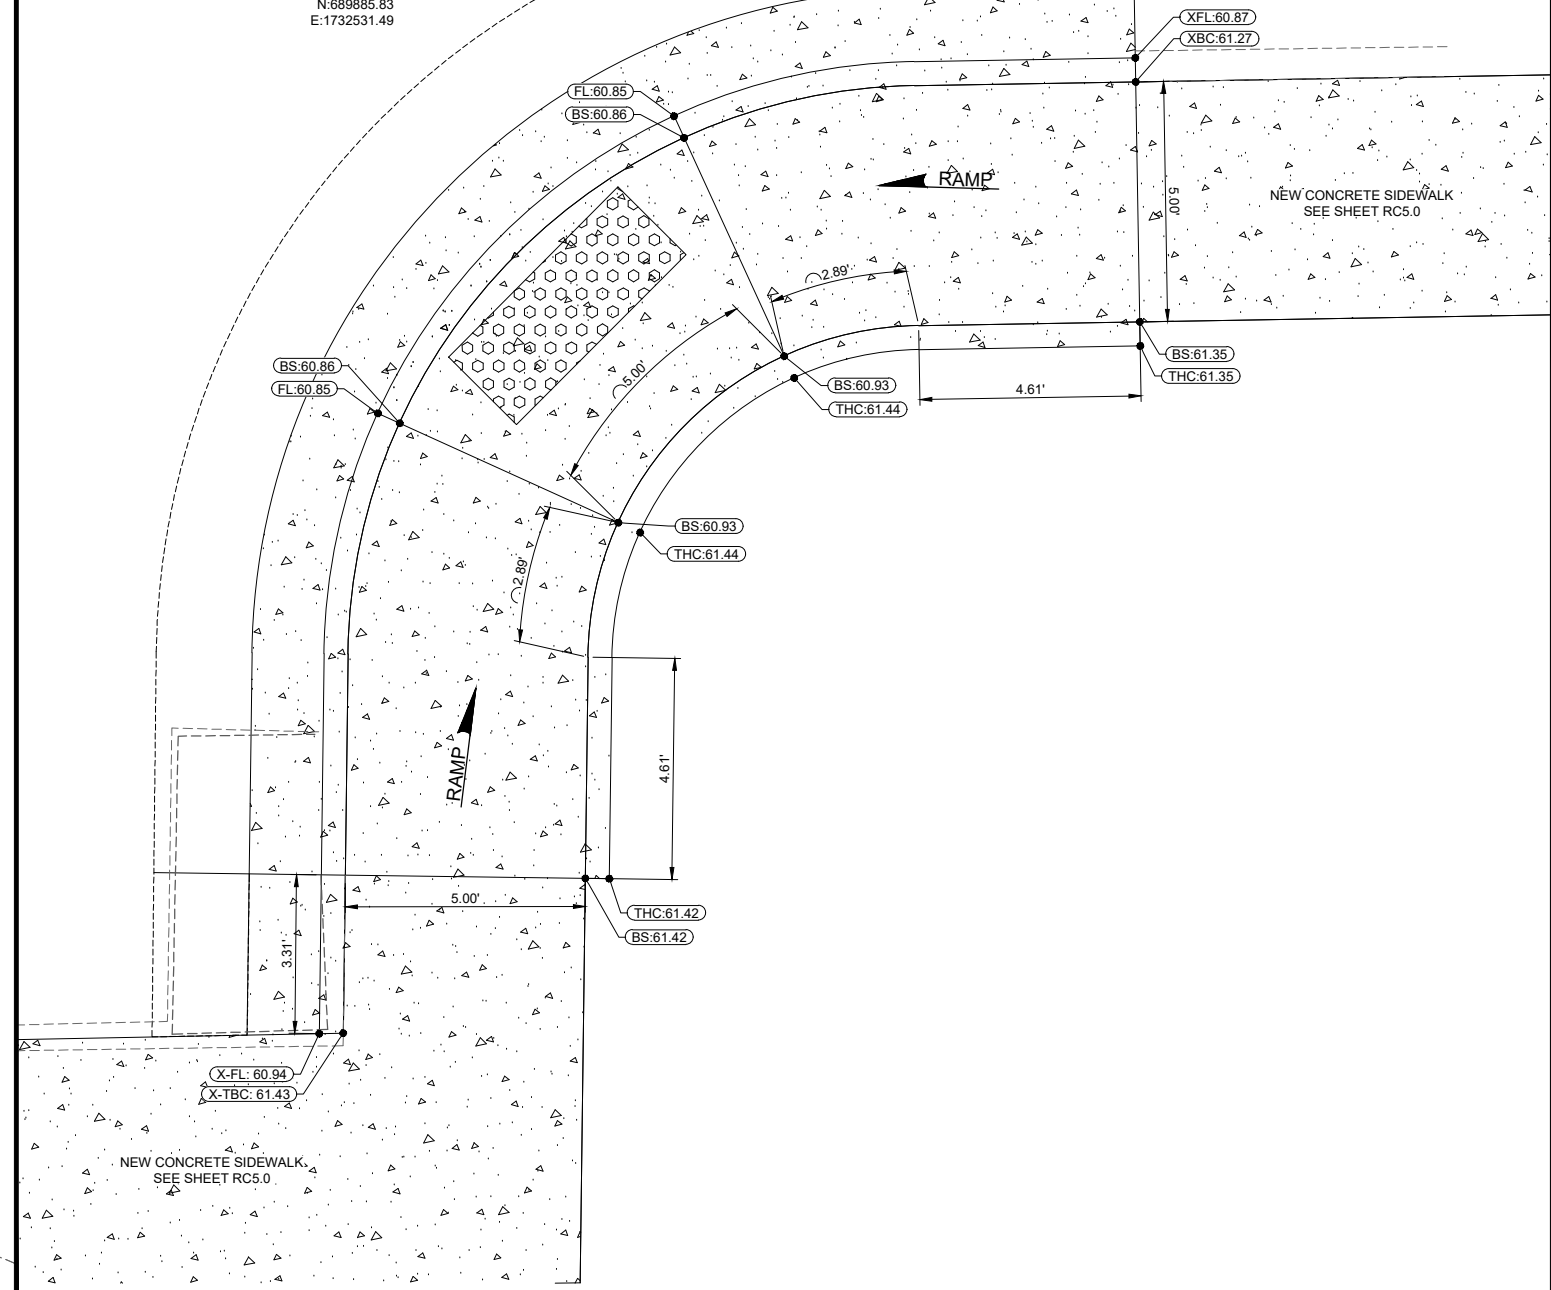 N:689885.83
E:1732531.49
XFL:60.87
XBC:61.27
FL:60.85
BS:60.86
RAMP
5.00'
NEW CONCRETE SIDEWALK
SEE SHEET RC5.0
2.89'
5.00'
BS:60.86
FL:60.85
BS:61.35
THC:61.35
BS:60.93
THC:61.44
4.61'
BS:60.93
THC:61.44
2.89'
RAMP
4.61'
5.00'
THC:61.42
BS:61.42
3.31'
X-FL: 60.94
X-TBC: 61.43
NEW CONCRETE SIDEWALK
SEE SHEET RC5.0